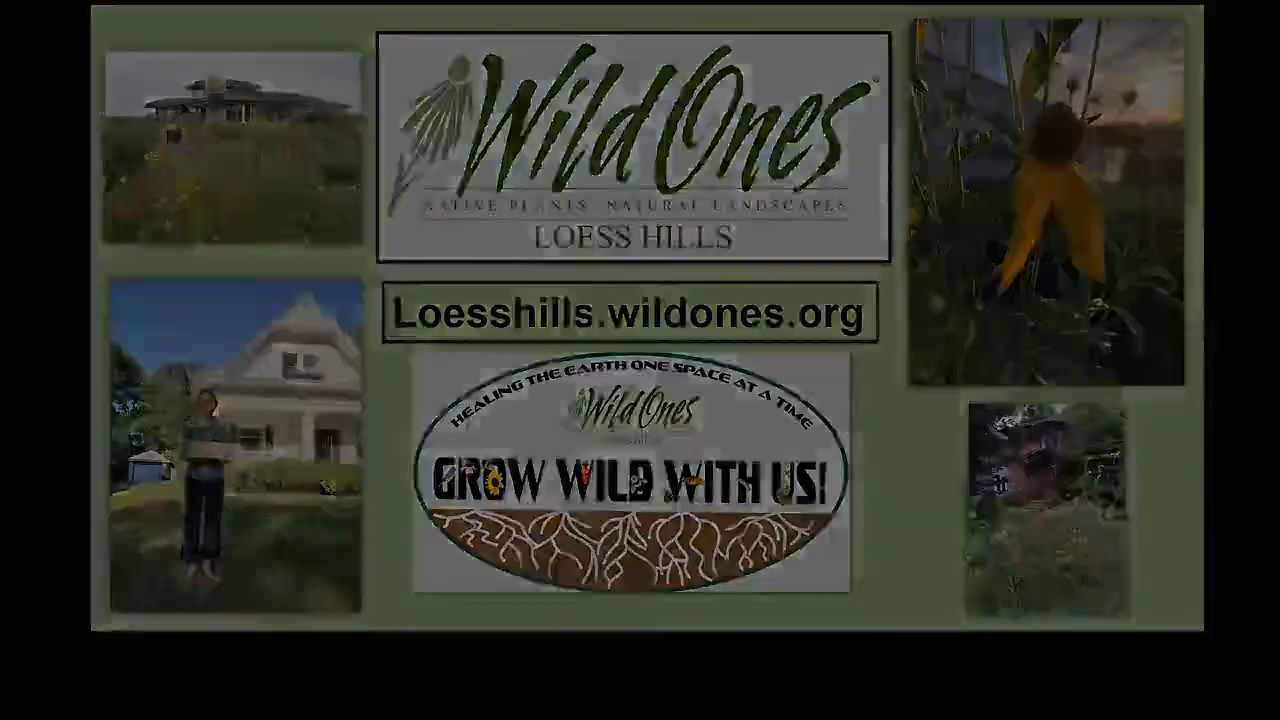 Wild Ones®
NATIVE PLANTS NATURAL LANDSCAPES
LOESS HILLS
Loesshills.wildones.org
HEALING THE EARTH ONE SPACE AT A TIME
Wild Ones
GROW WILD WITH US!